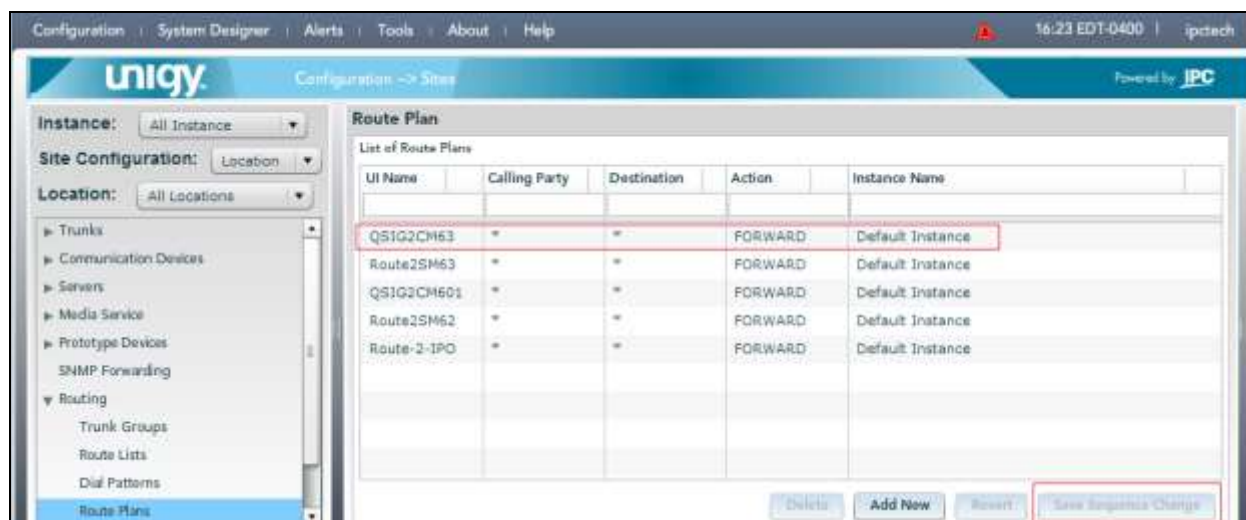 Configuration | System Designer | Alerts | Tools | About | Help
16:23 EDT-0400 | ipctech
unigy
Configuration --> Sites
Powered by IPC
Instance: All Instance
Site Configuration: Location
Location: All Locations
Trunks
Communication Devices
Servers
Media Service
Prototype Devices
SNMP Forwarding
Routing
Trunk Groups
Route Lists
Dial Patterns
Route Plans
Route Plan
List of Route Plans
UI Name Calling Party Destination Action Instance Name
QSIG2CM63 * * FORWARD Default Instance
Route2SM63 * * FORWARD Default Instance
QSIG2CM601 * * FORWARD Default Instance
Route2SM62 * * FORWARD Default Instance
Route-2-IPO * * FORWARD Default Instance
Delete Add New Revert Save Sequence Change